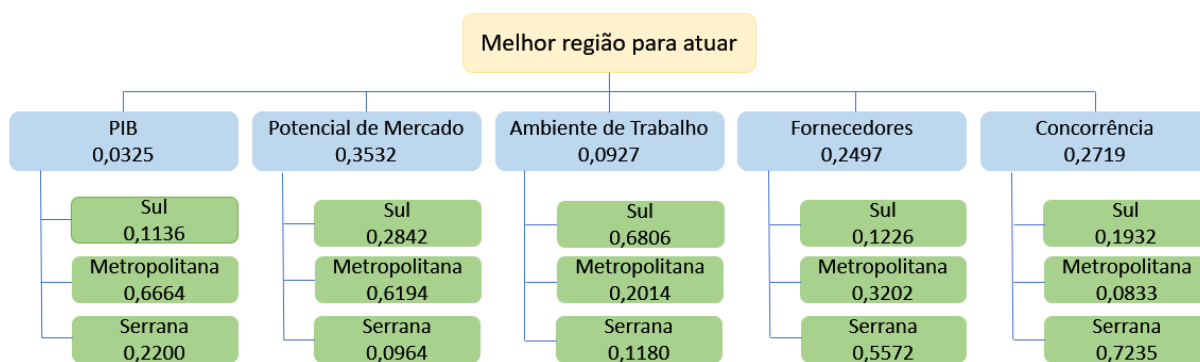 Melhor região para atuar
PIB
0,0325
Potencial de Mercado
0,3532
Ambiente de Trabalho
0,0927
Fornecedores
0,2497
Concorrência
0,2719
Sul
0,1136
Metropolitana
0,6664
Serrana
0,2200
Sul
0,2842
Metropolitana
0,6194
Serrana
0,0964
Sul
0,6806
Metropolitana
0,2014
Serrana
0,1180
Sul
0,1226
Metropolitana
0,3202
Serrana
0,5572
Sul
0,1932
Metropolitana
0,0833
Serrana
0,7235